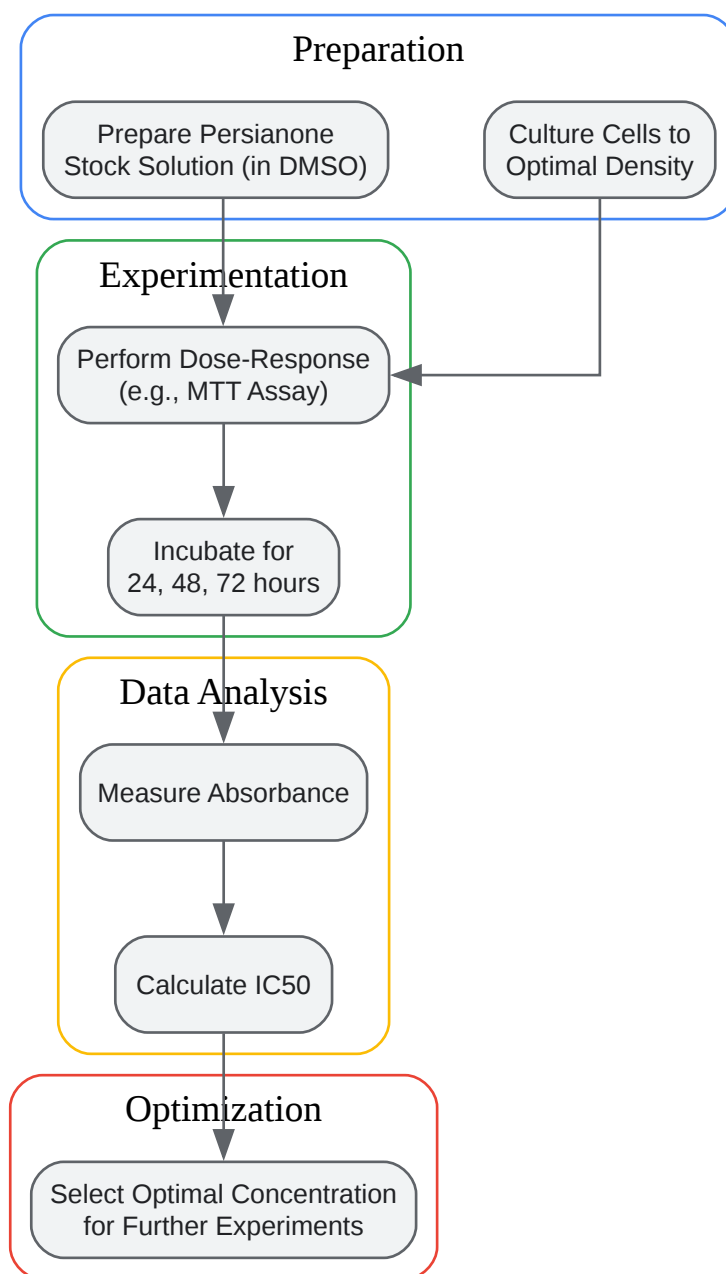 Preparation
Prepare Persianone
Stock Solution (in DMSO)
Culture Cells to
Optimal Density
Experimentation
Perform Dose-Response
(e.g., MTT Assay)
Incubate for
24, 48, 72 hours
Data Analysis
Measure Absorbance
Calculate IC50
Optimization
Select Optimal Concentration
for Further Experiments